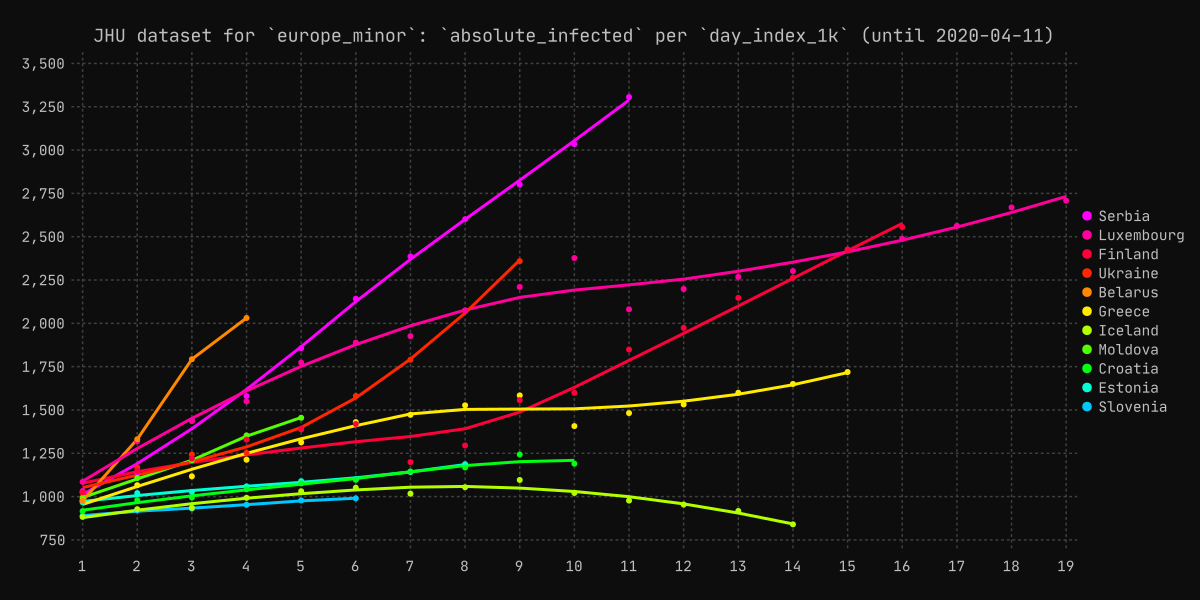 JHU dataset for `europe_minor`: `absolute_infected` per `day_index_1k` (until 2020-04-11)
3,500
3,250
3,000
2,750
2,500
2,250
2,000
1,750
1,500
1,250
1,000
750
1 2 3 4 5 6 7 8 9 10 11 12 13 14 15 16 17 18 19
Serbia
Luxembourg
Finland
Ukraine
Belarus
Greece
Iceland
Moldova
Croatia
Estonia
Slovenia